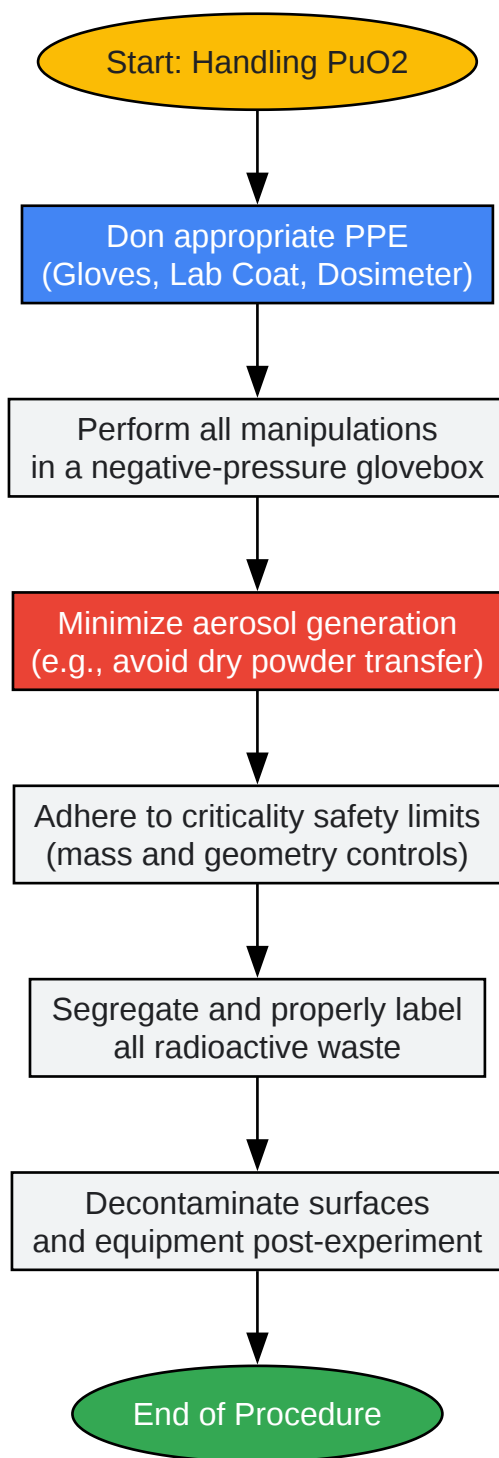 Start: Handling PuO2
Don appropriate PPE
(Gloves, Lab Coat, Dosimeter)
Perform all manipulations
in a negative-pressure glovebox
Minimize aerosol generation
(e.g., avoid dry powder transfer)
Adhere to criticality safety limits
(mass and geometry controls)
Segregate and properly label
all radioactive waste
Decontaminate surfaces
and equipment post-experiment
End of Procedure